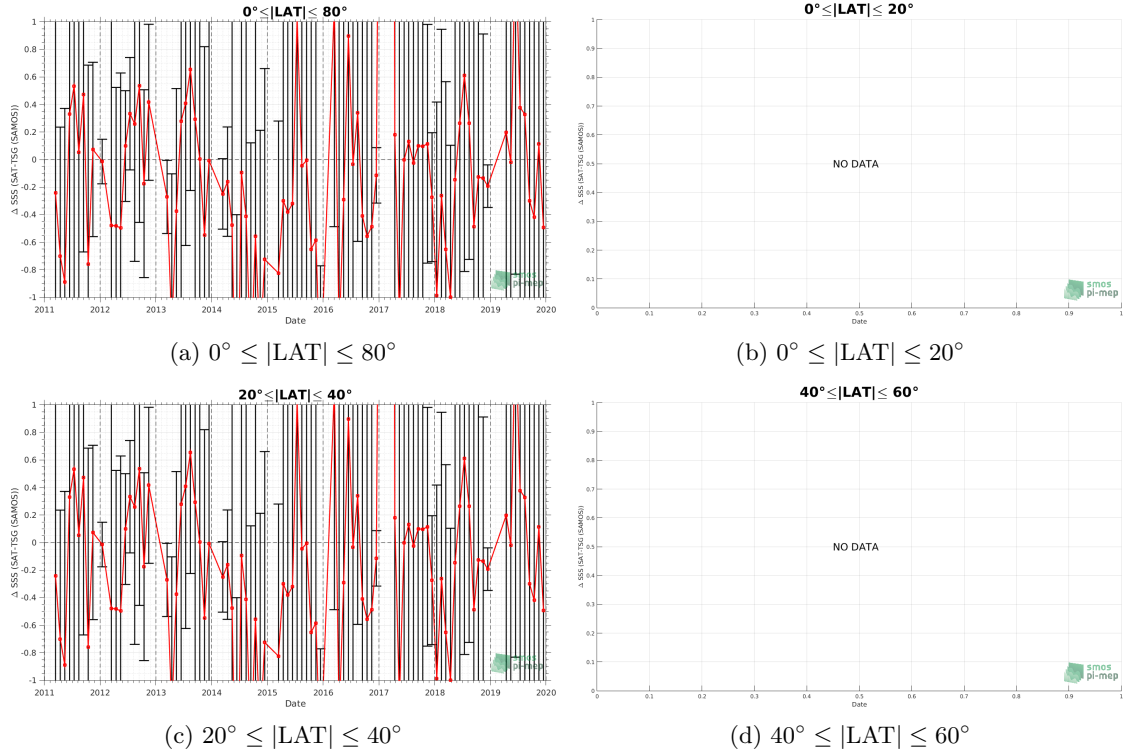 0°≤|LAT|≤ 80°
1
0.8
0.6
0.4
0.2
0
-0.2
-0.4
-0.6
-0.8
-1
Δ SSS (SAT-TSG (SAMOS))
2011 2012 2013 2014 2015 2016 2017 2018 2019 2020
Date
smos
pi-mep
(a) 0° ≤ |LAT| ≤ 80°
0°≤|LAT|≤ 20°
1
0.9
0.8
0.7
0.6
0.5
0.4
0.3
0.2
0.1
0
Δ SSS (SAT-TSG (SAMOS))
NO DATA
0 0.1 0.2 0.3 0.4 0.5 0.6 0.7 0.8 0.9 1
Date
smos
pi-mep
(b) 0° ≤ |LAT| ≤ 20°
20°≤|LAT|≤ 40°
1
0.8
0.6
0.4
0.2
0
-0.2
-0.4
-0.6
-0.8
-1
Δ SSS (SAT-TSG (SAMOS))
2011 2012 2013 2014 2015 2016 2017 2018 2019 2020
Date
smos
pi-mep
(c) 20° ≤ |LAT| ≤ 40°
40°≤|LAT|≤ 60°
1
0.9
0.8
0.7
0.6
0.5
0.4
0.3
0.2
0.1
0
Δ SSS (SAT-TSG (SAMOS))
NO DATA
0 0.1 0.2 0.3 0.4 0.5 0.6 0.7 0.8 0.9 1
Date
smos
pi-mep
(d) 40° ≤ |LAT| ≤ 60°